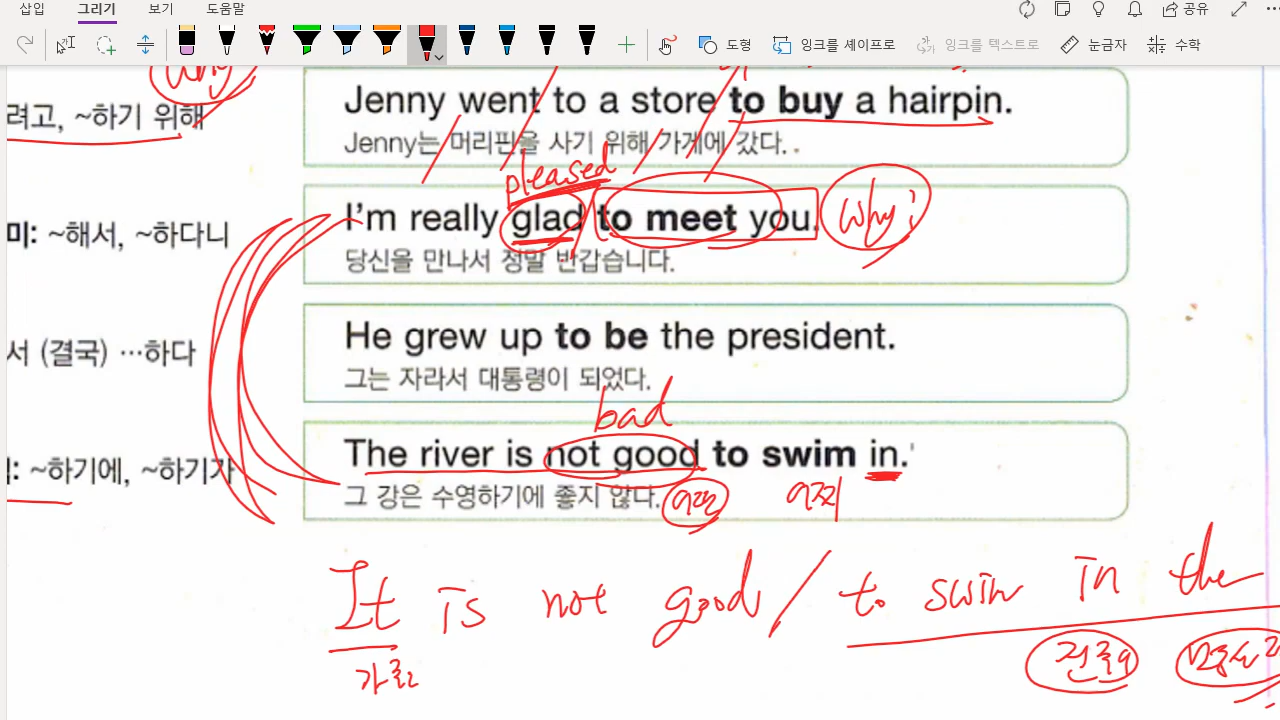 삽입 그리기 보기 도움말
공유
도형 잉크를 셰이프로 잉크를 텍스트로 눈금자 수학
why?
려고, ~하기 위해
Jenny went to a store to buy a hairpin.
Jenny는 머리핀을 사기 위해 가게에 갔다.
pleased
미: ~해서, ~하다니
I'm really glad to meet you.
why?
당신을 만나서 정말 반갑습니다.
He grew up to be the president.
서 (결국) …하다
그는 자라서 대통령이 되었다.
bad
The river is not good to swim in.
: ~하기에, ~하기가
그 강은 수영하기에 좋지 않다.
It is not good / to swim in the